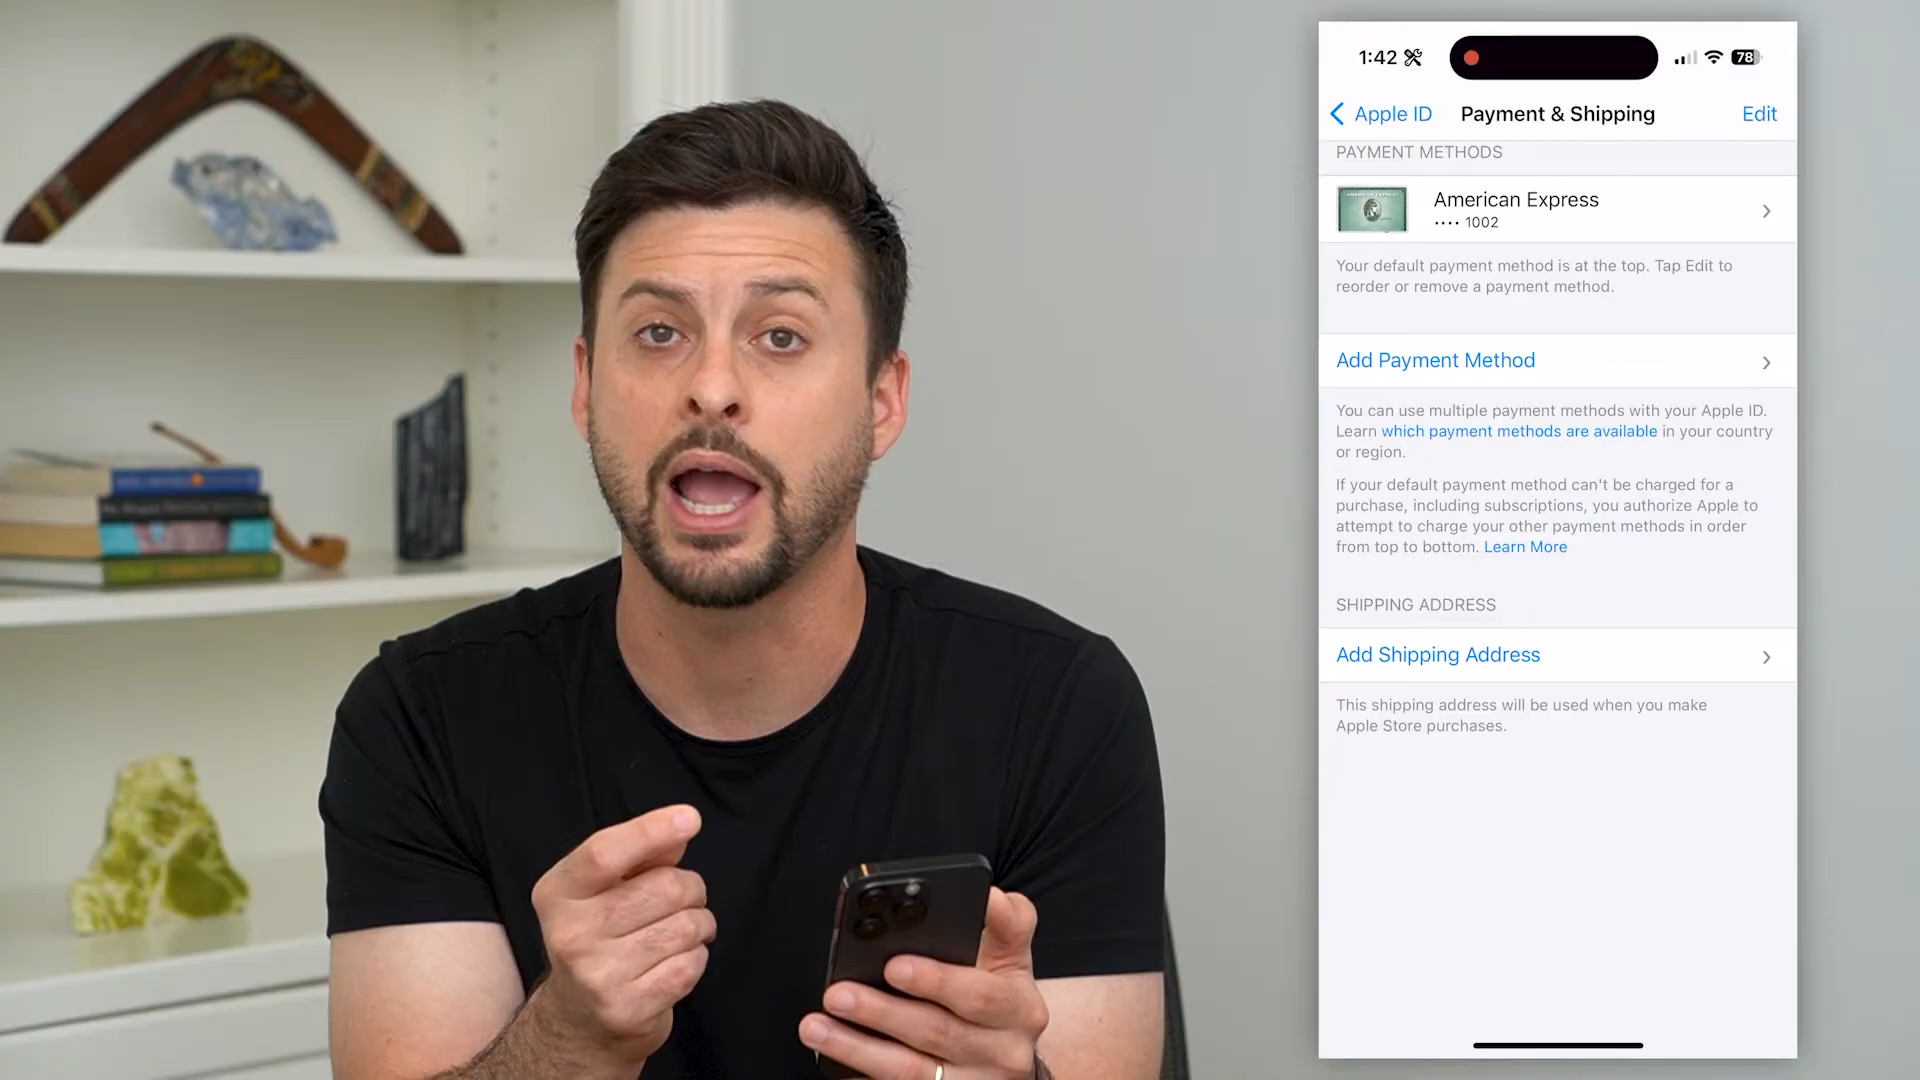 1:42
78
Apple ID
Payment & Shipping
Edit
PAYMENT METHODS
American Express
•••• 1002
Your default payment method is at the top. Tap Edit to
reorder or remove a payment method.
Add Payment Method
You can use multiple payment methods with your Apple ID.
Learn which payment methods are available in your country
or region.
If your default payment method can't be charged for a
purchase, including subscriptions, you authorize Apple to
attempt to charge your other payment methods in order
from top to bottom. Learn More
SHIPPING ADDRESS
Add Shipping Address
This shipping address will be used when you make
Apple Store purchases.